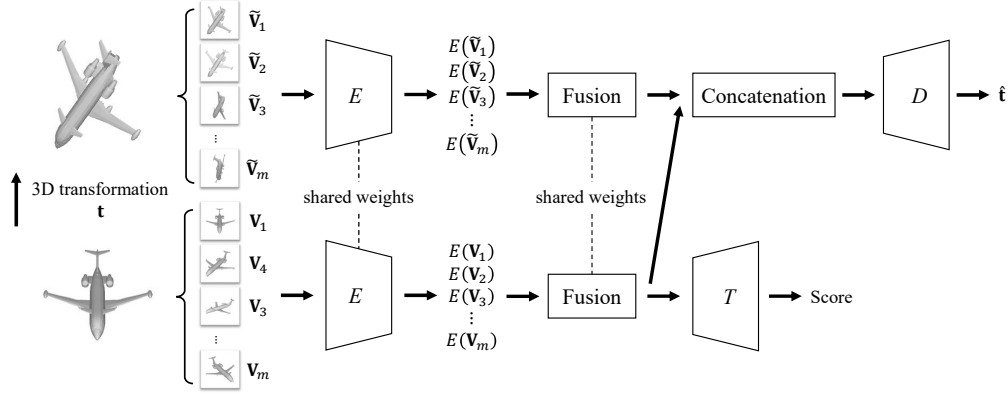 Ṽ₁
Ṽ₂
Ṽ₃
...
Ṽₘ
E
E(Ṽ₁)
E(Ṽ₂)
E(Ṽ₃)
⋮
E(Ṽₘ)
Fusion
Concatenation
D
t̂
3D transformation
t
shared weights
shared weights
V₁
V₄
V₃
...
Vₘ
E
E(V₁)
E(V₂)
E(V₃)
⋮
E(Vₘ)
Fusion
T
Score